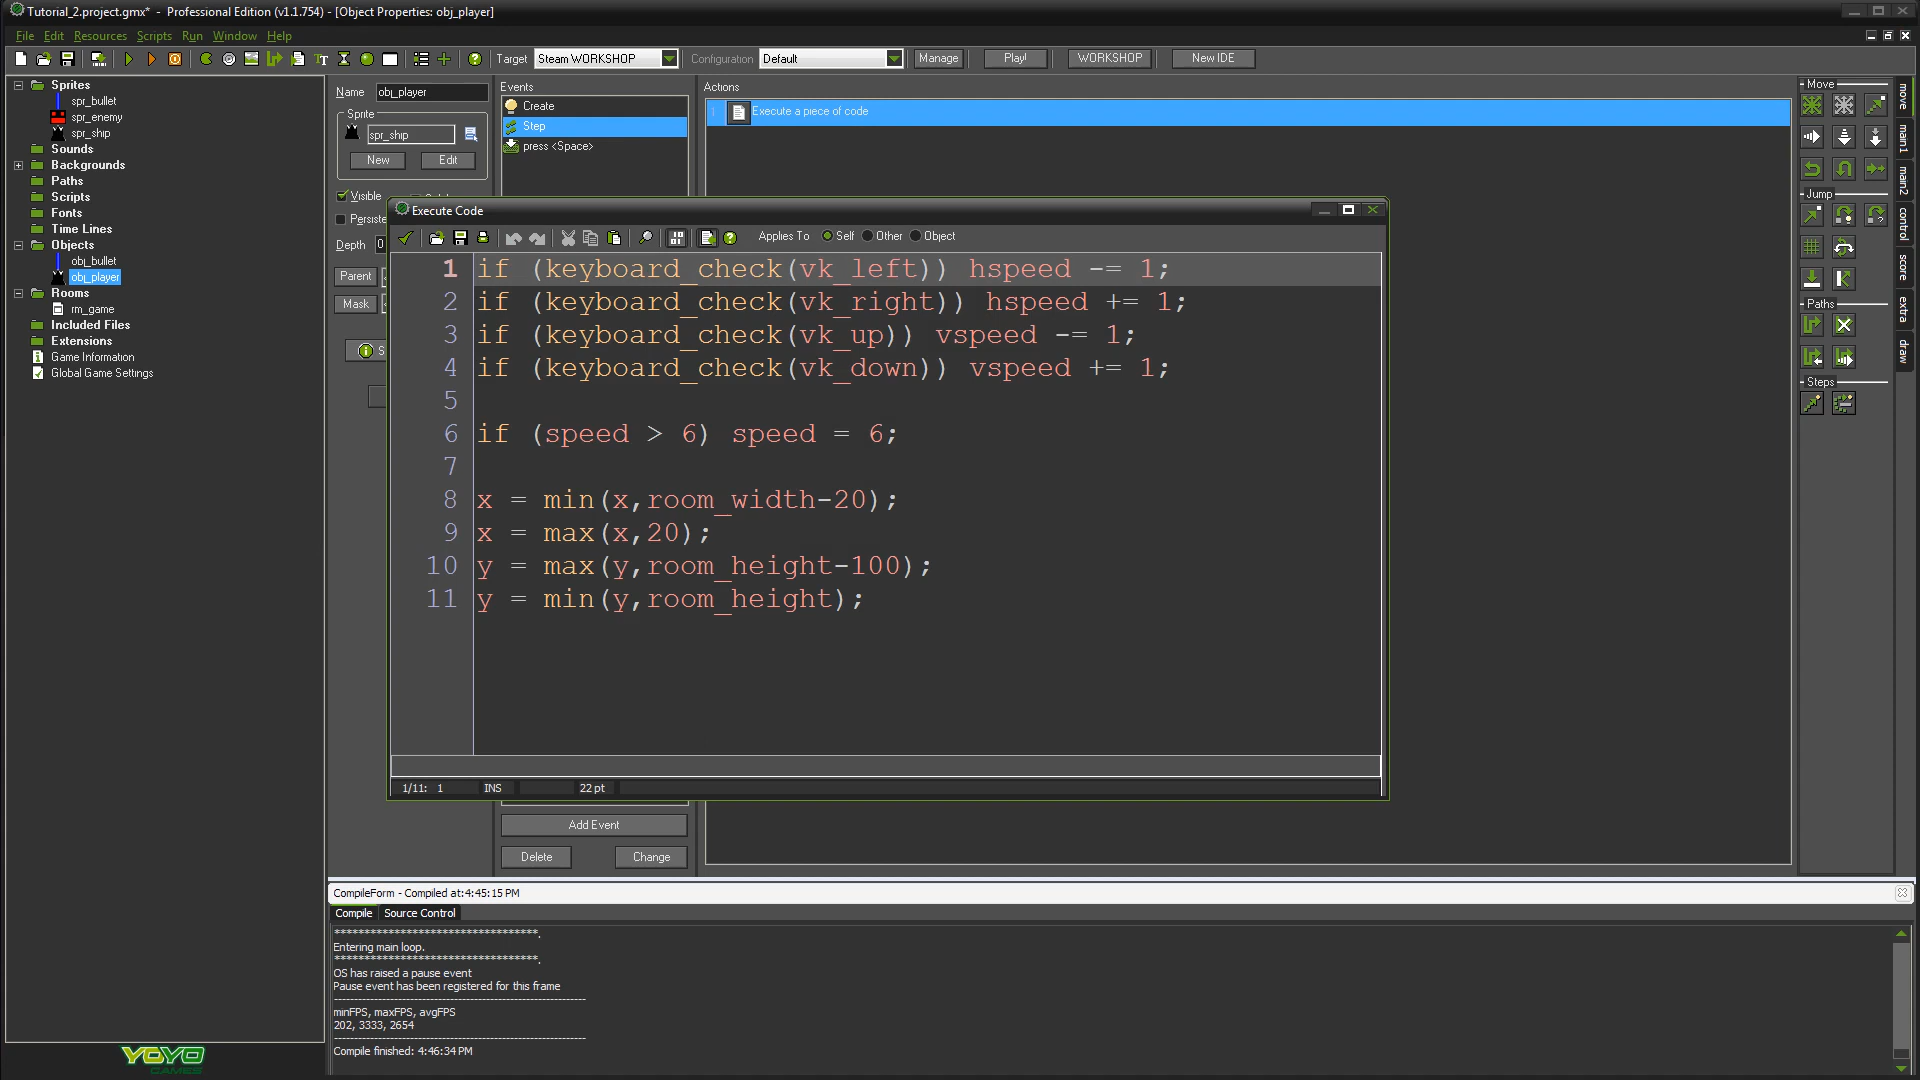 Tutorial_2.project.gmx* - Professional Edition (v1.1.754) - [Object Properties: obj_player]
File Edit Resources Scripts Run Window Help
Target Steam WORKSHOP Configuration Default Manage Play! WORKSHOP New IDE
Sprites
spr_bullet
spr_enemy
spr_ship
Sounds
Backgrounds
Paths
Scripts
Fonts
Time Lines
Objects
obj_bullet
obj_player
Rooms
rm_game
Included Files
Extensions
Game Information
Global Game Settings
YOYO
GAMES
Name obj_player
Sprite
spr_ship
New Edit
Visible
Depth 0
Parent
Mask
Events
Create
Step
press <Space>
Add Event
Delete Change
Actions
Execute a piece of code
Execute Code
Applies To Self Other Object
1 if (keyboard_check(vk_left)) hspeed -= 1;
2 if (keyboard_check(vk_right)) hspeed += 1;
3 if (keyboard_check(vk_up)) vspeed -= 1;
4 if (keyboard_check(vk_down)) vspeed += 1;
5
6 if (speed > 6) speed = 6;
7
8 x = min(x,room_width-20);
9 x = max(x,20);
10 y = max(y,room_height-100);
11 y = min(y,room_height);
1/11: 1 INS 22 pt
Move
Jump
Paths
Steps
move
main1
main2
control
score
extra
draw
CompileForm - Compiled at:4:45:15 PM
Compile Source Control
**********************************.
Entering main loop.
**********************************.
OS has raised a pause event
Pause event has been registered for this frame
minFPS, maxFPS, avgFPS
202, 3333, 2654
Compile finished: 4:46:34 PM